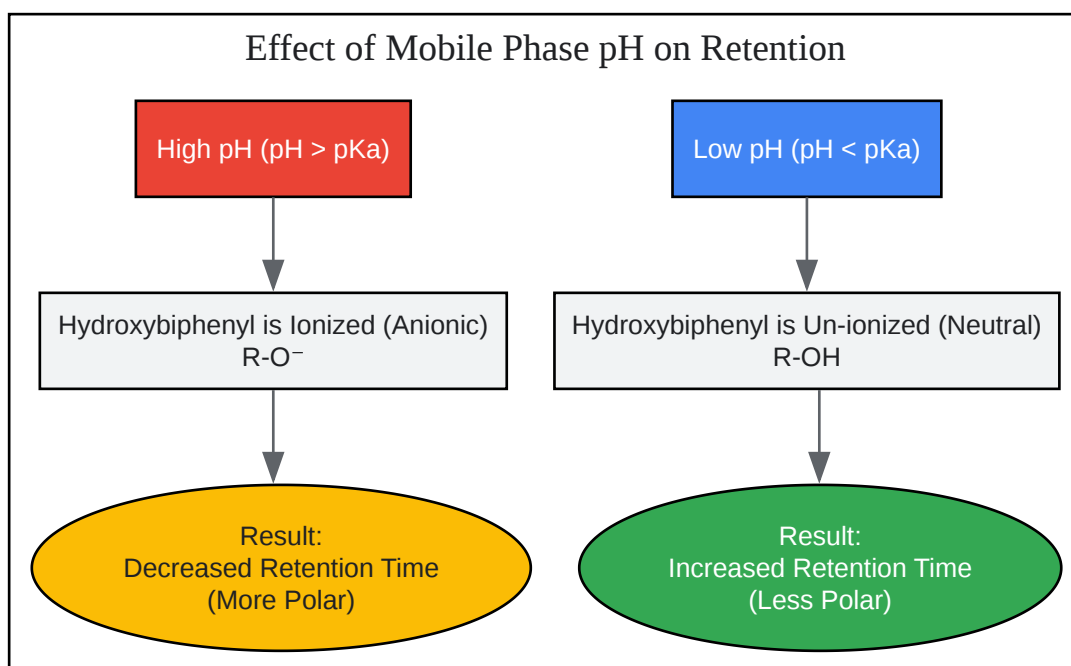 Effect of Mobile Phase pH on Retention
High pH (pH > pKa)
Low pH (pH < pKa)
Hydroxybiphenyl is Ionized (Anionic)
R-O⁻
Hydroxybiphenyl is Un-ionized (Neutral)
R-OH
Result:
Decreased Retention Time
(More Polar)
Result:
Increased Retention Time
(Less Polar)